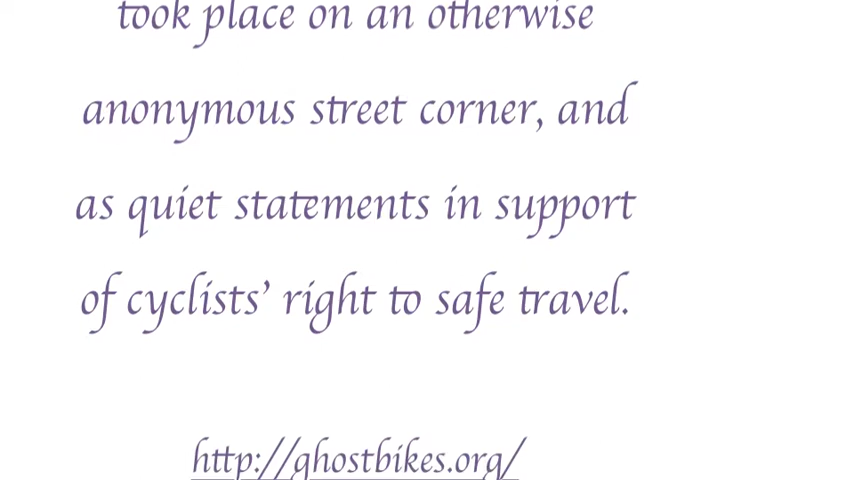 took place on an otherwise
anonymous street corner, and
as quiet statements in support
of cyclists’ right to safe travel.
http://ghostbikes.org/